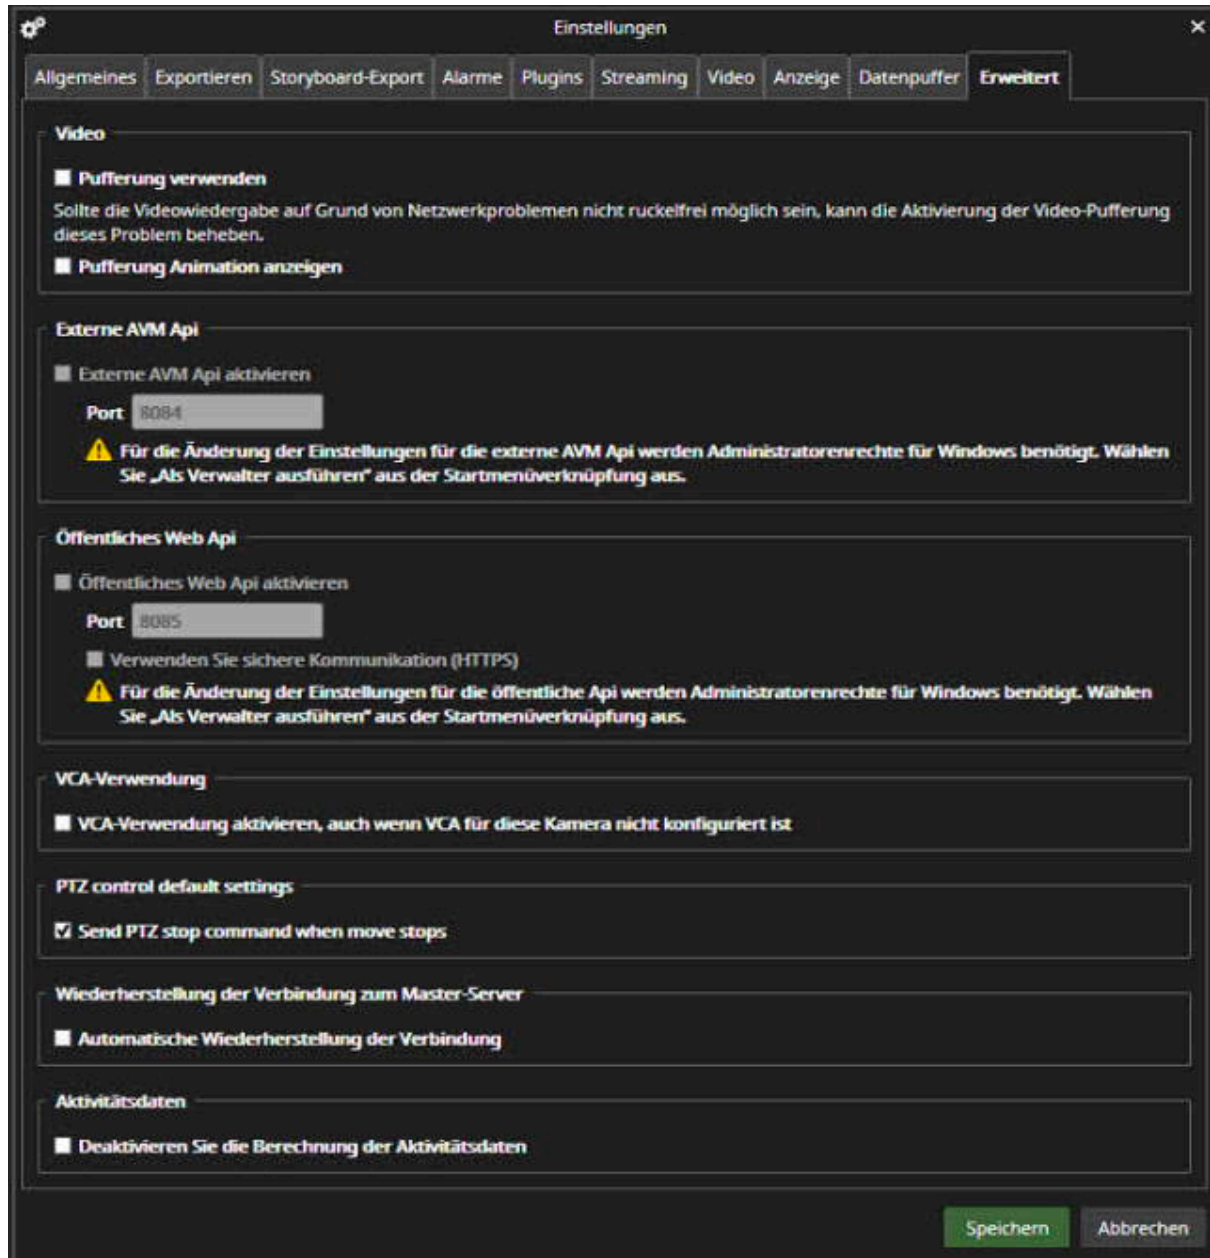 Einstellungen
Allgemeines Exportieren Storyboard-Export Alarme Plugins Streaming Video Anzeige Datenpuffer Erweitert
Video
Pufferung verwenden
Sollte die Videowiedergabe auf Grund von Netzwerkproblemen nicht ruckelfrei möglich sein, kann die Aktivierung der Video-Pufferung
dieses Problem beheben.
Pufferung Animation anzeigen
Externe AVM Api
Externe AVM Api aktivieren
Port 8084
Für die Änderung der Einstellungen für die externe AVM Api werden Administratorenrechte für Windows benötigt. Wählen
Sie „Als Verwalter ausführen“ aus der Startmenüverknüpfung aus.
Öffentliches Web Api
Öffentliches Web Api aktivieren
Port 8085
Verwenden Sie sichere Kommunikation (HTTPS)
Für die Änderung der Einstellungen für die öffentliche Api werden Administratorenrechte für Windows benötigt. Wählen
Sie „Als Verwalter ausführen“ aus der Startmenüverknüpfung aus.
VCA-Verwendung
VCA-Verwendung aktivieren, auch wenn VCA für diese Kamera nicht konfiguriert ist
PTZ control default settings
Send PTZ stop command when move stops
Wiederherstellung der Verbindung zum Master-Server
Automatische Wiederherstellung der Verbindung
Aktivitätsdaten
Deaktivieren Sie die Berechnung der Aktivitätsdaten
Speichern Abbrechen